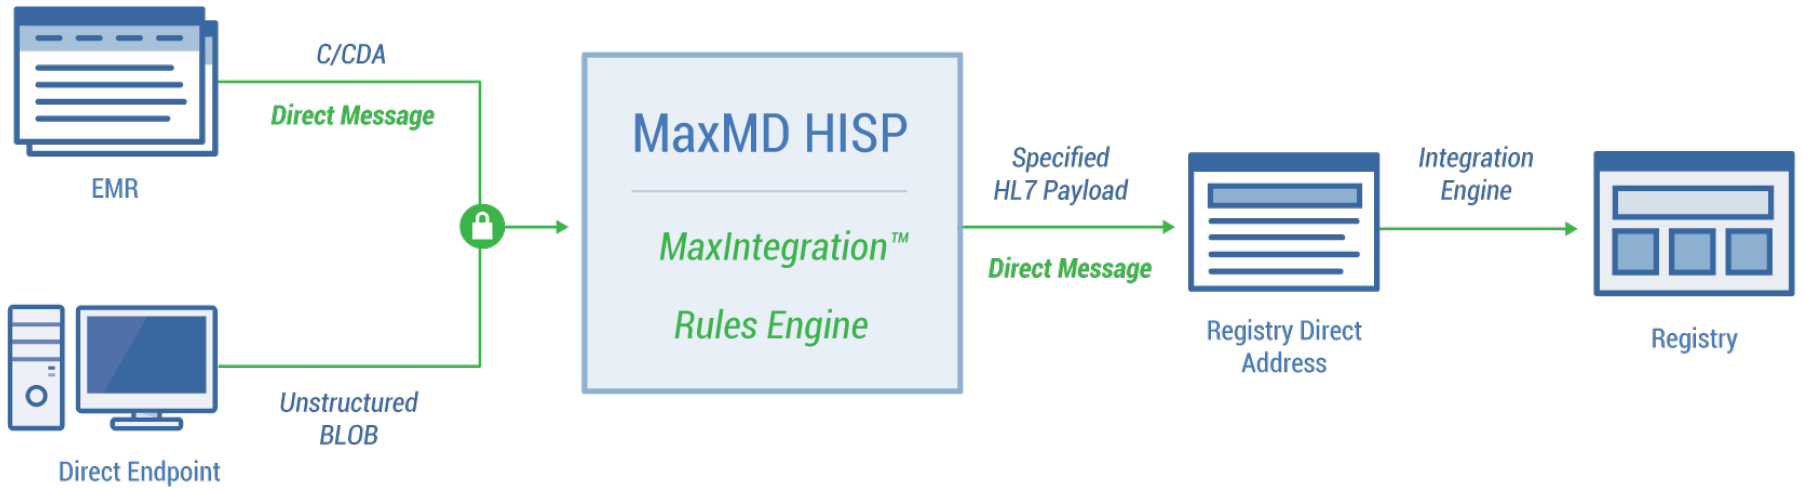 C/CDA
Direct Message
EMR
Unstructured
BLOB
Direct Endpoint
MaxMD HISP
MaxIntegration™
Rules Engine
Specified
HL7 Payload
Direct Message
Registry Direct
Address
Integration
Engine
Registry